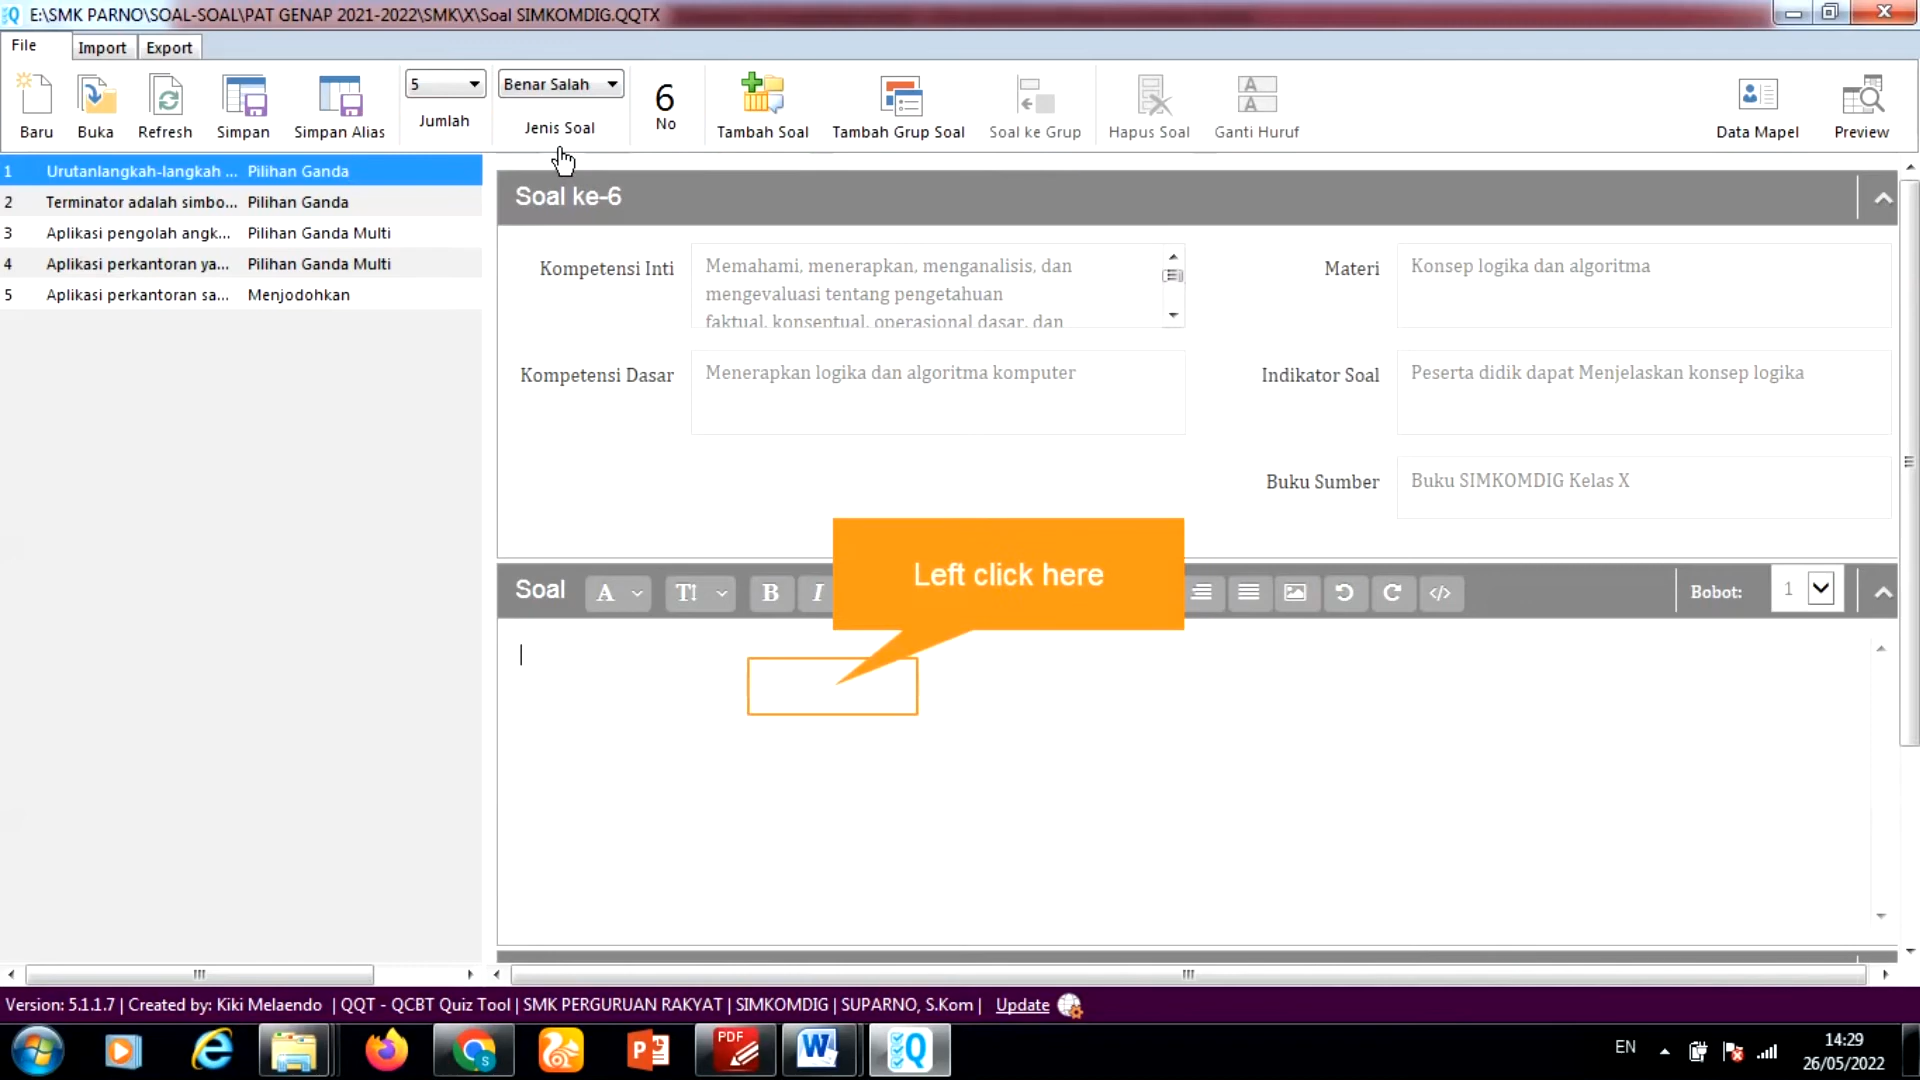 E:\SMK PARNO\SOAL-SOAL\PAT GENAP 2021-2022\SMK\X\Soal SIMKOMDIG.QQTX
File Import Export
Baru Buka Refresh Simpan Simpan Alias
5
Jumlah
Benar Salah
Jenis Soal
6
No
Tambah Soal Tambah Grup Soal Soal ke Grup Hapus Soal Ganti Huruf Data Mapel Preview
1 Urutanlangkah-langkah ... Pilihan Ganda
2 Terminator adalah simbo... Pilihan Ganda
3 Aplikasi pengolah angk... Pilihan Ganda Multi
4 Aplikasi perkantoran ya... Pilihan Ganda Multi
5 Aplikasi perkantoran sa... Menjodohkan
Soal ke-6
Kompetensi Inti
Memahami, menerapkan, menganalisis, dan
mengevaluasi tentang pengetahuan
faktual, konseptual, operasional dasar, dan
Materi
Konsep logika dan algoritma
Kompetensi Dasar
Menerapkan logika dan algoritma komputer
Indikator Soal
Peserta didik dapat Menjelaskan konsep logika
Buku Sumber
Buku SIMKOMDIG Kelas X
Left click here
Soal A T! B I </> Bobot: 1
Version: 5.1.1.7 | Created by: Kiki Melaendo | QQT - QCBT Quiz Tool | SMK PERGURUAN RAKYAT | SIMKOMDIG | SUPARNO, S.Kom | Update
EN
14:29
26/05/2022